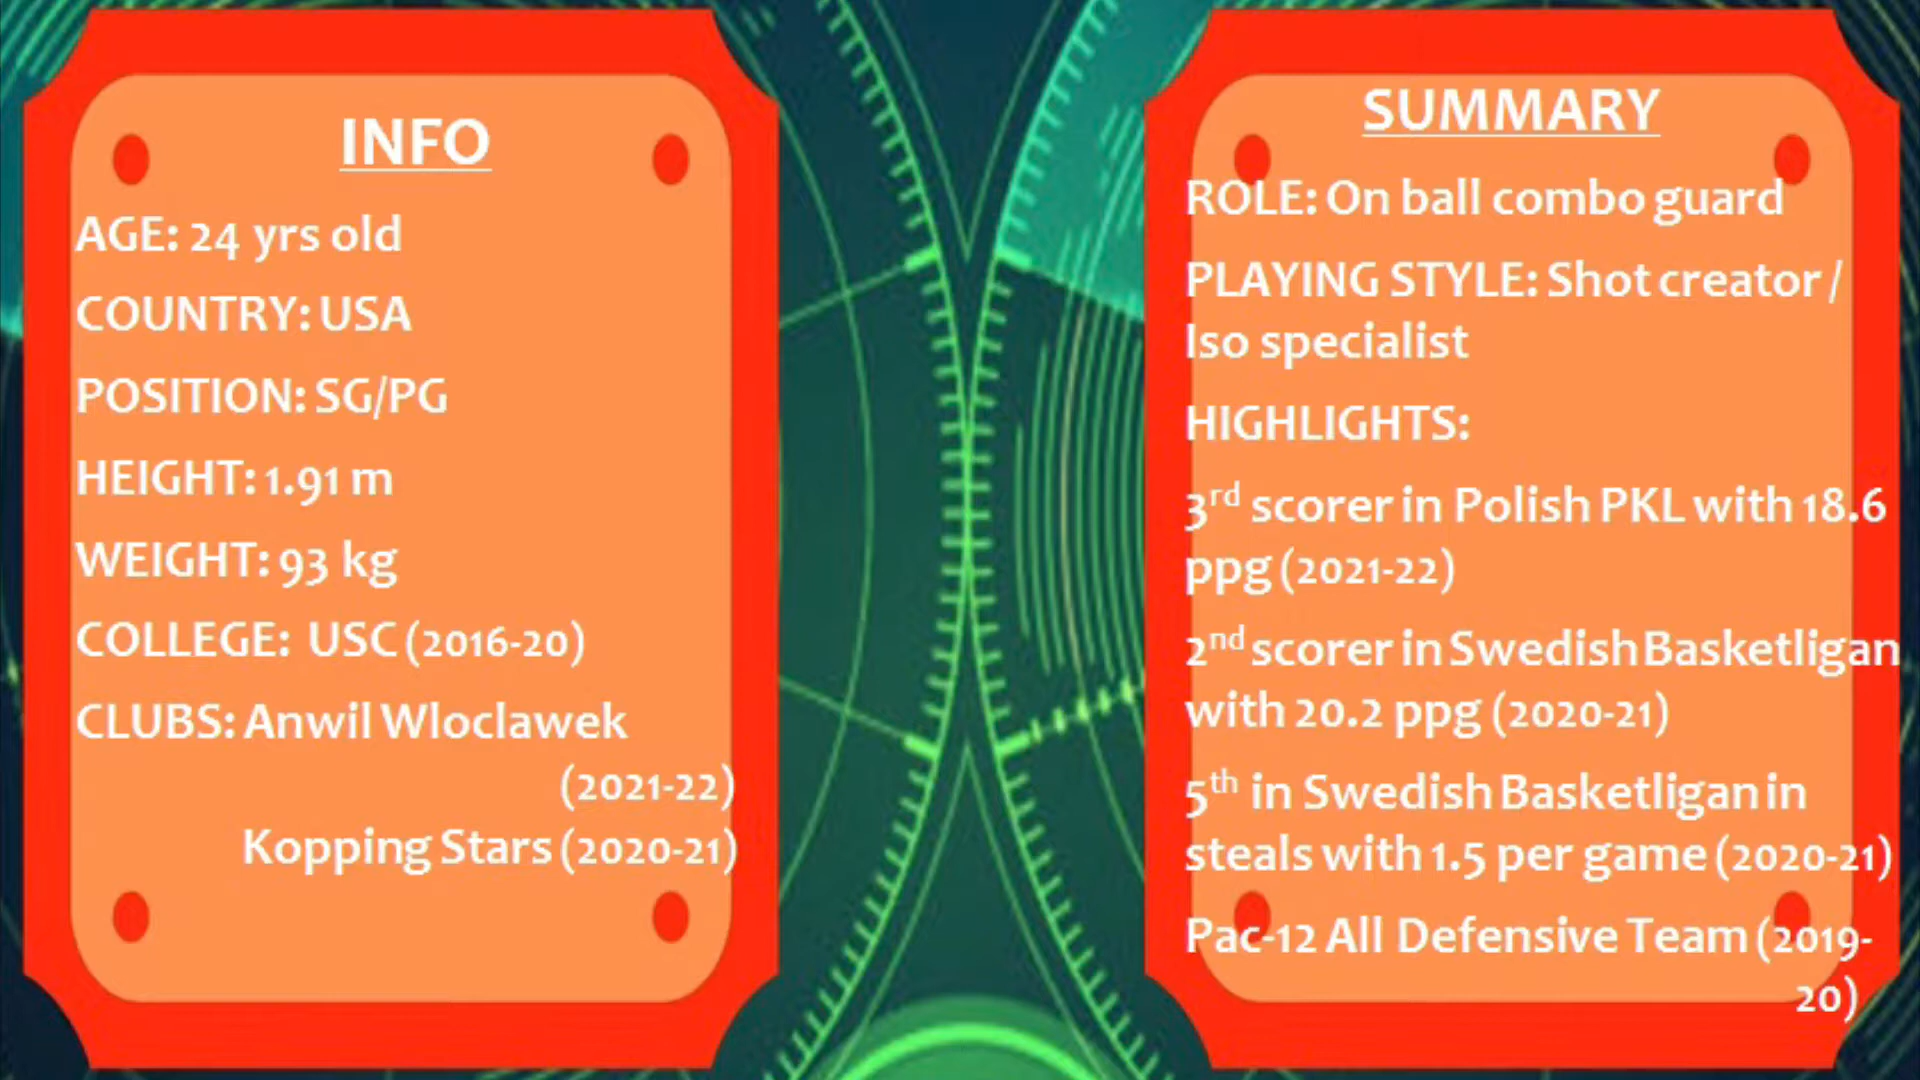 INFO
AGE: 24 yrs old
COUNTRY: USA
POSITION: SG/PG
HEIGHT: 1.91 m
WEIGHT: 93 kg
COLLEGE: USC (2016-20)
CLUBS: Anwil Wloclawek
(2021-22)
Kopping Stars (2020-21)
SUMMARY
ROLE: On ball combo guard
PLAYING STYLE: Shot creator /
Iso specialist
HIGHLIGHTS:
3rd scorer in Polish PKL with 18.6
ppg (2021-22)
2nd scorer in Swedish Basketligan
with 20.2 ppg (2020-21)
5th in Swedish Basketligan in
steals with 1.5 per game (2020-21)
Pac-12 All Defensive Team (2019-
20)